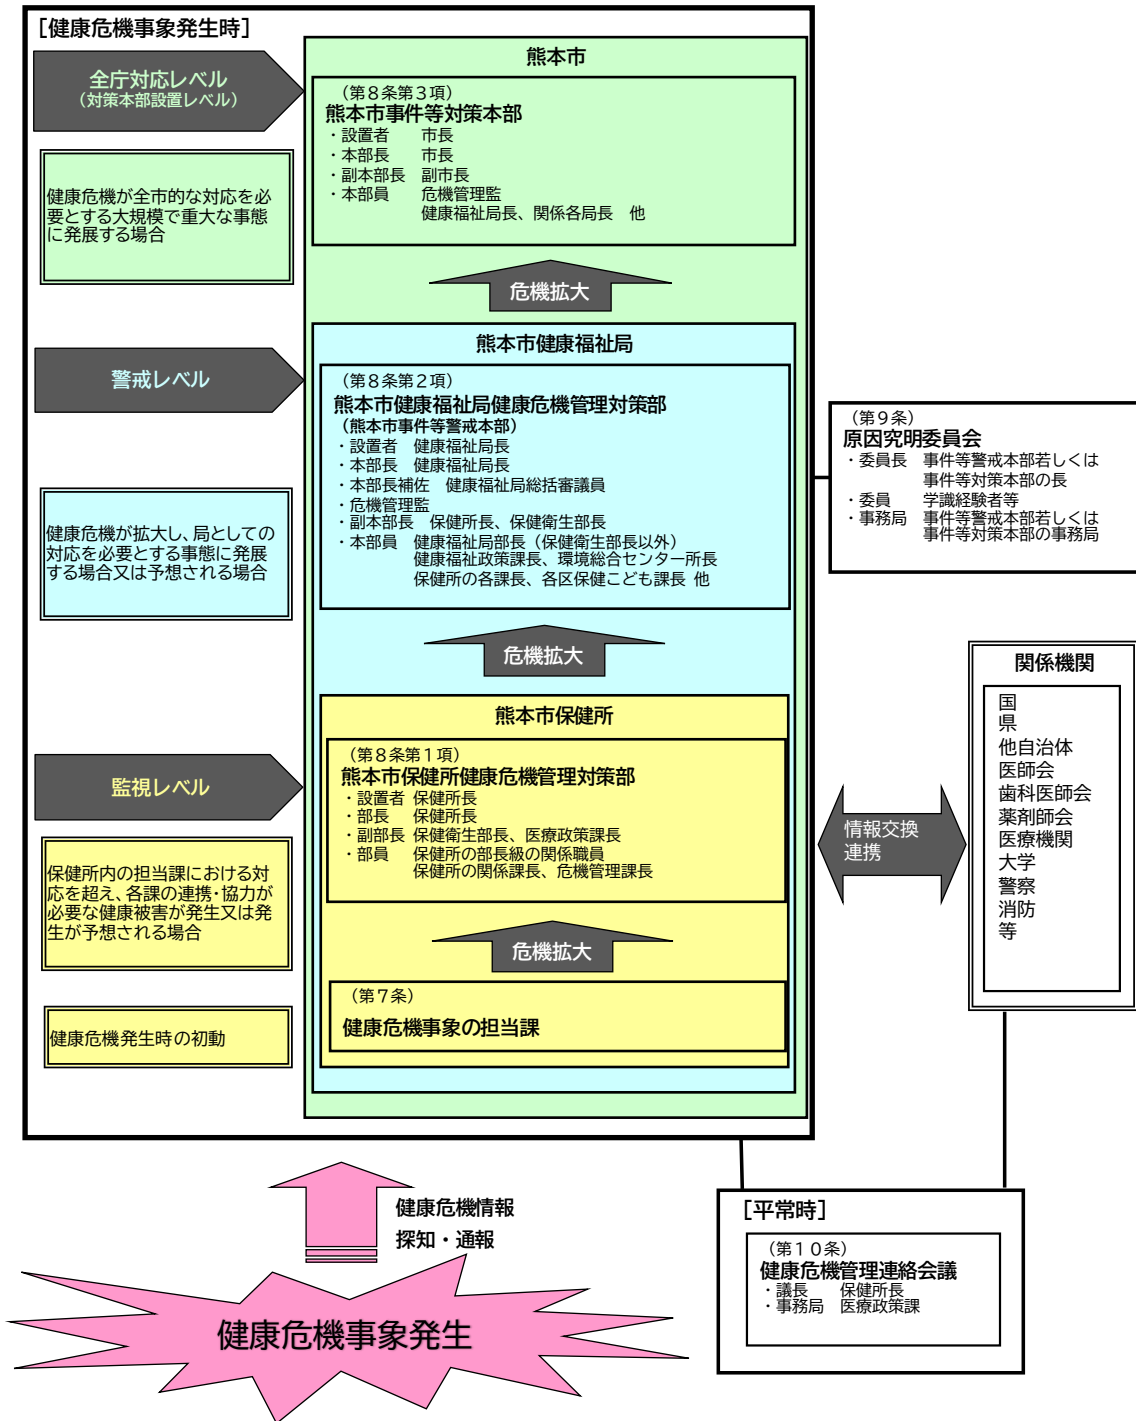 ［健康危機事象発生時］
全庁対応レベル
（対策本部設置レベル）
健康危機が全市的な対応を必
要とする大規模で重大な事態
に発展する場合
熊本市
（第８条第３項）
熊本市事件等対策本部
・設置者　　市長
・本部長　　市長
・副本部長　副市長
・本部員　　危機管理監
健康福祉局長、関係各局長　他
危機拡大
警戒レベル
健康危機が拡大し、局としての
対応を必要とする事態に発展
する場合又は予想される場合
熊本市健康福祉局
（第８条第２項）
熊本市健康福祉局健康危機管理対策部
（熊本市事件等警戒本部）
・設置者　健康福祉局長
・本部長　健康福祉局長
・本部長補佐　健康福祉局総括審議員
・危機管理監
・副本部長　保健所長、保健衛生部長
・本部員　健康福祉局部長（保健衛生部長以外）
健康福祉政策課長、環境総合センター所長
保健所の各課長、各区保健こども課長 他
危機拡大
監視レベル
保健所内の担当課における対
応を超え、各課の連携・協力が
必要な健康被害が発生又は発
生が予想される場合
健康危機発生時の初動
熊本市保健所
（第８条第１項）
熊本市保健所健康危機管理対策部
・設置者 保健所長
・部長　 保健所長
・副部長 保健衛生部長、医療政策課長
・部員　 保健所の部長級の関係職員
保健所の関係課長、危機管理課長
危機拡大
（第７条）
健康危機事象の担当課
（第９条）
原因究明委員会
・委員長　事件等警戒本部若しくは
事件等対策本部の長
・委員　　学識経験者等
・事務局　事件等警戒本部若しくは
事件等対策本部の事務局
情報交換
連携
関係機関
国
県
他自治体
医師会
歯科医師会
薬剤師会
医療機関
大学
警察
消防
等
健康危機情報
探知・通報
健康危機事象発生
［平常時］
（第１０条）
健康危機管理連絡会議
・議長　　保健所長
・事務局　医療政策課